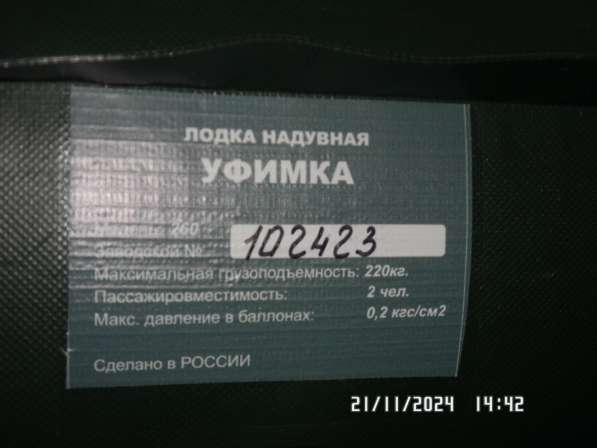 ЛОДКА НАДУВНАЯ
УФИМКА
260
Заводской № 102423
Максимальная грузоподъемность: 220кг.
Пассажировместимость: 2 чел.
Макс. давление в баллонах: 0,2 кгс/см2
Сделано в РОССИИ
21/11/2024 14:42